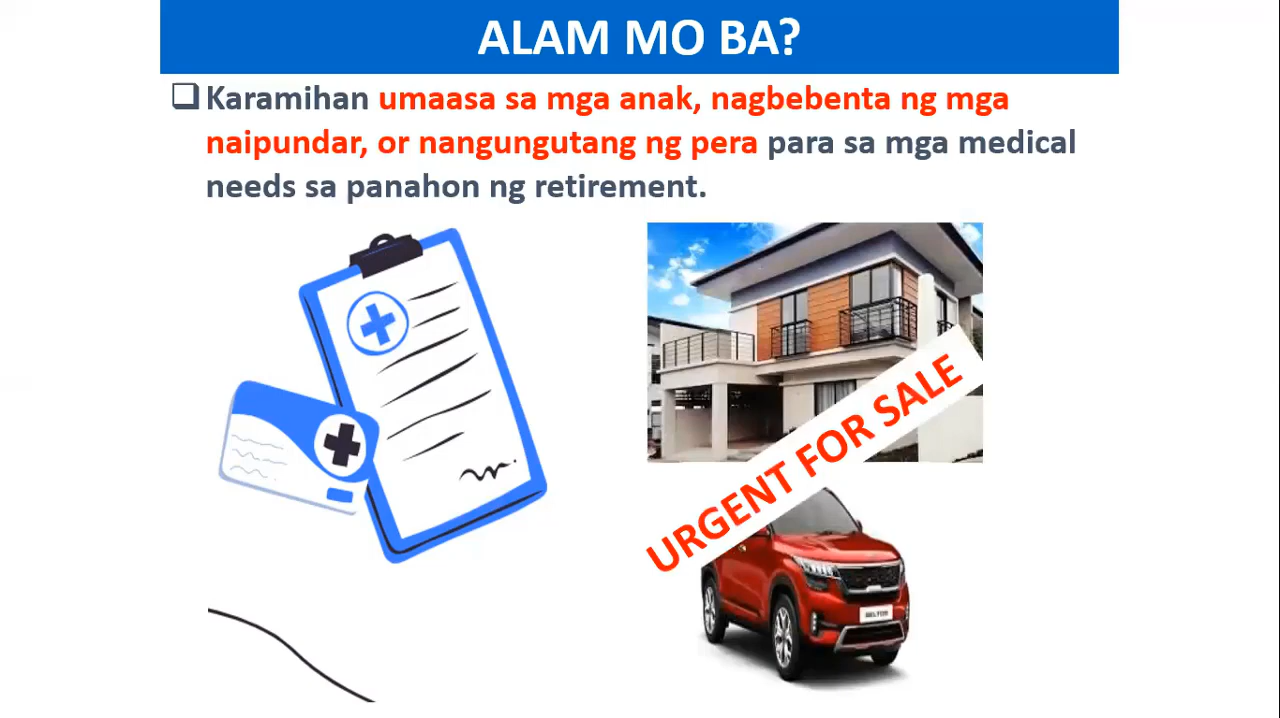 ALAM MO BA?
Karamihan umaasa sa mga anak, nagbebenta ng mga
naipundar, or nangungutang ng pera para sa mga medical
needs sa panahon ng retirement.
URGENT FOR SALE